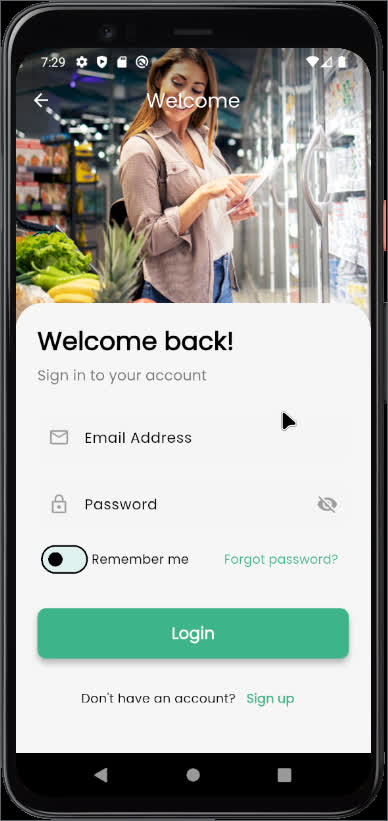 7:29
Welcome
Welcome back!
Sign in to your account
Email Address
Password
Remember me
Forgot password?
Login
Don't have an account? Sign up